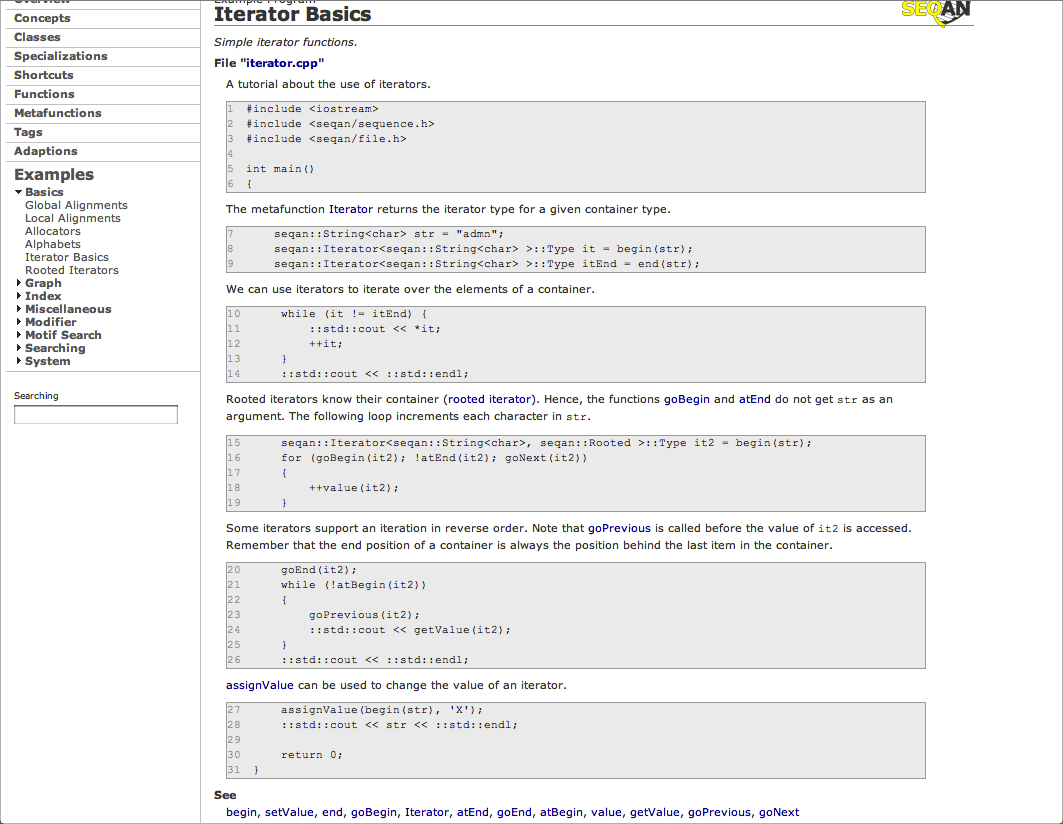 Overview
Concepts
Classes
Specializations
Shortcuts
Functions
Metafunctions
Tags
Adaptions
Examples
Basics
Global Alignments
Local Alignments
Allocators
Alphabets
Iterator Basics
Rooted Iterators
Graph
Index
Miscellaneous
Modifier
Motif Search
Searching
System
Searching
Example Program
Iterator Basics
SEQAN
Simple iterator functions.
File "iterator.cpp"
A tutorial about the use of iterators.
1 #include <iostream>
2 #include <seqan/sequence.h>
3 #include <seqan/file.h>
4
5 int main()
6 {
The metafunction Iterator returns the iterator type for a given container type.
7     seqan::String<char> str = "admn";
8     seqan::Iterator<seqan::String<char> >::Type it = begin(str);
9     seqan::Iterator<seqan::String<char> >::Type itEnd = end(str);
We can use iterators to iterate over the elements of a container.
10     while (it != itEnd) {
11         ::std::cout << *it;
12         ++it;
13     }
14     ::std::cout << ::std::endl;
Rooted iterators know their container (rooted iterator). Hence, the functions goBegin and atEnd do not get str as an
argument. The following loop increments each character in str.
15     seqan::Iterator<seqan::String<char>, seqan::Rooted >::Type it2 = begin(str);
16     for (goBegin(it2); !atEnd(it2); goNext(it2))
17     {
18         ++value(it2);
19     }
Some iterators support an iteration in reverse order. Note that goPrevious is called before the value of it2 is accessed.
Remember that the end position of a container is always the position behind the last item in the container.
20     goEnd(it2);
21     while (!atBegin(it2))
22     {
23         goPrevious(it2);
24         ::std::cout << getValue(it2);
25     }
26     ::std::cout << ::std::endl;
assignValue can be used to change the value of an iterator.
27     assignValue(begin(str), 'X');
28     ::std::cout << str << ::std::endl;
29
30     return 0;
31 }
See
begin, setValue, end, goBegin, Iterator, atEnd, goEnd, atBegin, value, getValue, goPrevious, goNext